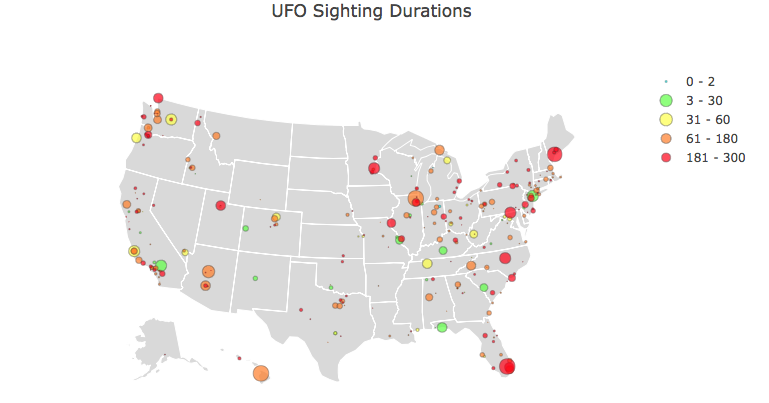 UFO Sighting Durations
0 - 2
3 - 30
31 - 60
61 - 180
181 - 300